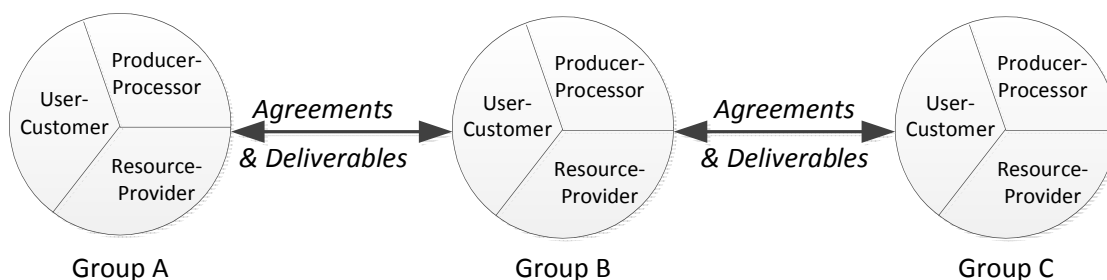 Producer-
Processor
User-
Customer
Resource-
Provider
Group A
Agreements
& Deliverables
Producer-
Processor
User-
Customer
Resource-
Provider
Group B
Agreements
& Deliverables
Producer-
Processor
User-
Customer
Resource-
Provider
Group C